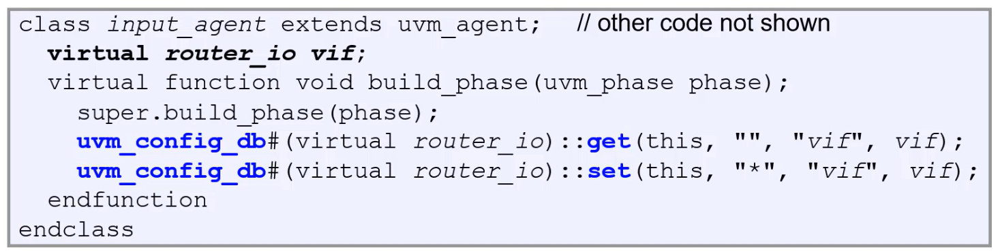 class input_agent extends uvm_agent; // other code not shown
virtual router_io vif;
virtual function void build_phase(uvm_phase phase);
super.build_phase(phase);
uvm_config_db#(virtual router_io)::get(this, "", "vif", vif);
uvm_config_db#(virtual router_io)::set(this, "*", "vif", vif);
endfunction
endclass